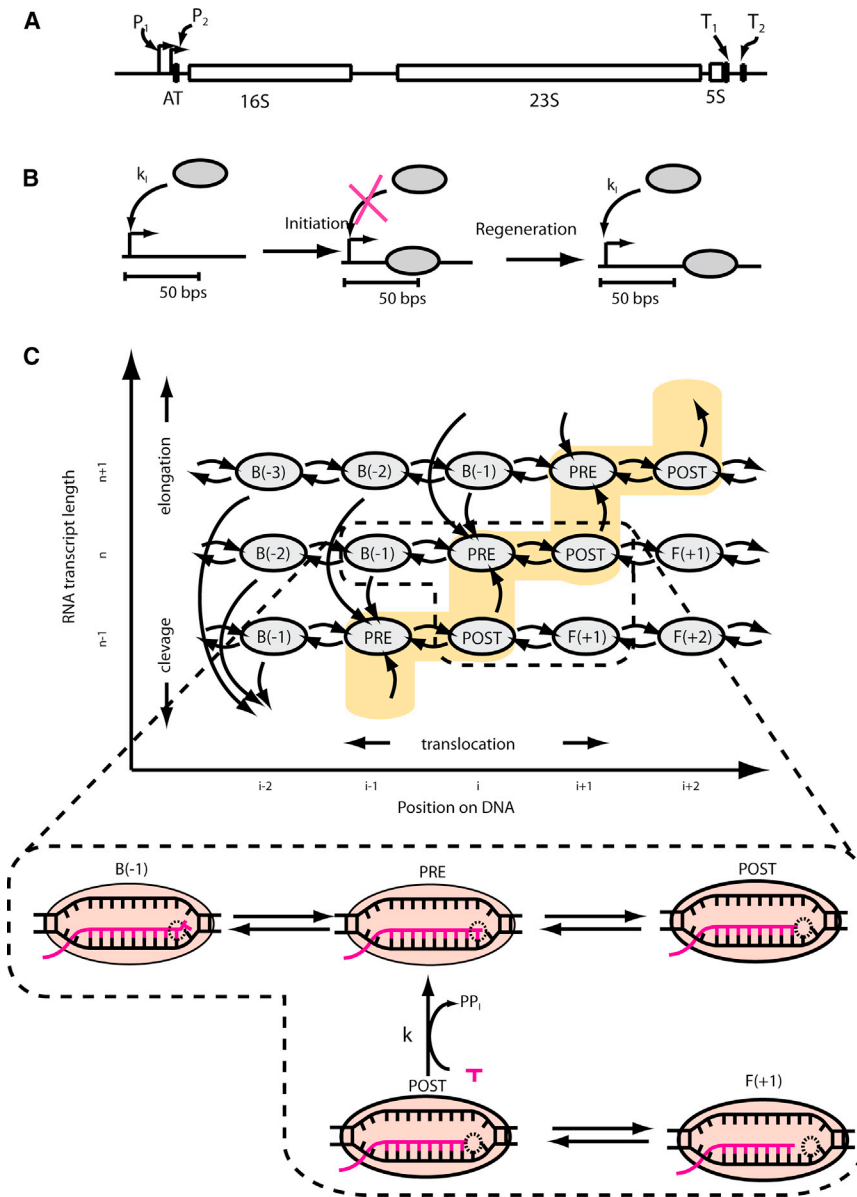 A
P1 P2 T1 T2
AT 16S 23S 5S
B
kI kI kI
Initiation Regeneration
50 bps 50 bps 50 bps
C
RNA transcript length
elongation
clevage
n+1 B(-3) B(-2) B(-1) PRE POST
n B(-2) B(-1) PRE POST F(+1)
n-1 B(-1) PRE POST F(+1) F(+2)
translocation
i-2 i-1 i i+1 i+2
Position on DNA
B(-1) PRE POST
PPI
k
POST F(+1)